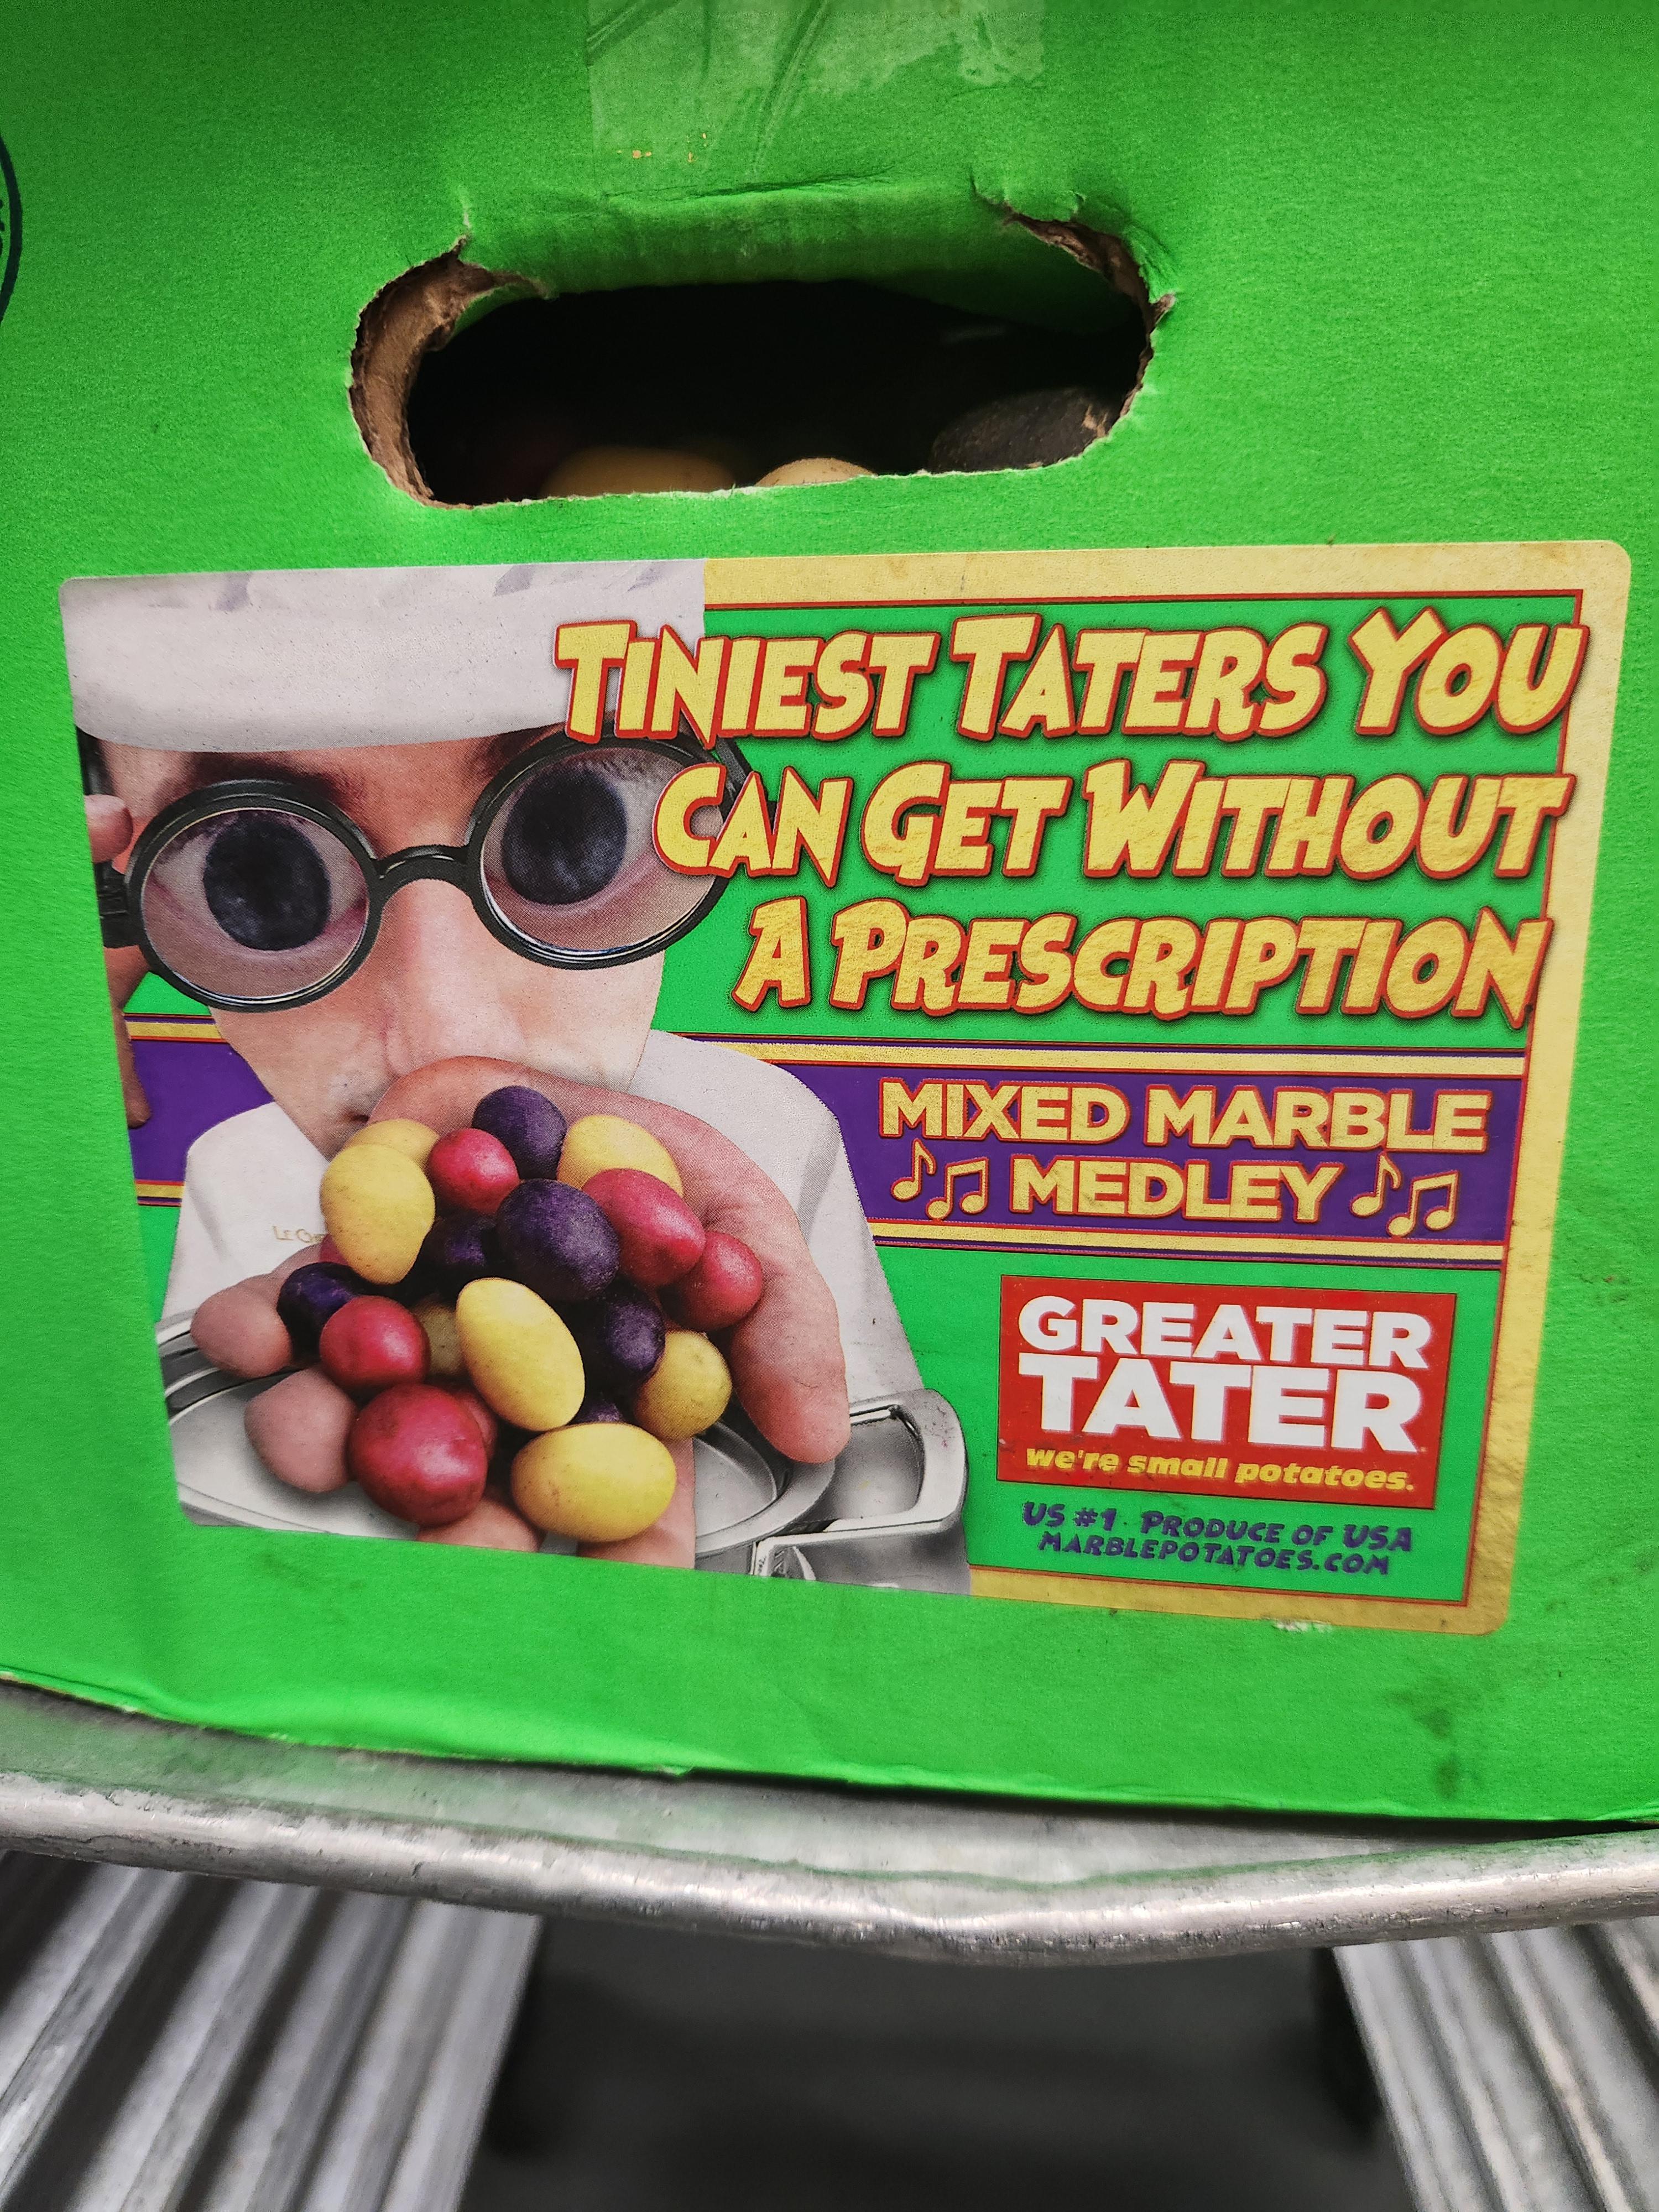 TINIEST TATERS YOU
CAN GET WITHOUT
A PRESCRIPTION
MIXED MARBLE
MEDLEY
GREATER
TATER
we're small potatoes.
US #1 PRODUCE OF USA
MARBLEPOTATOES.COM